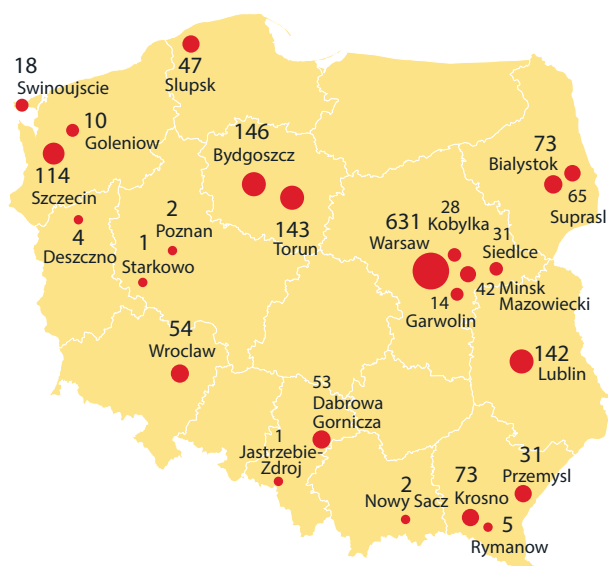 47
Slupsk
18
Swinoujscie
10
Goleniow
114
Szczecin
146
Bydgoszcz
143
Torun
73
Bialystok
65
Suprasl
4
Deszczno
2
Poznan
1
Starkowo
631
Warsaw
28
Kobylka
31
Siedlce
42 Minsk
Mazowiecki
14
Garwolin
54
Wroclaw
142
Lublin
53
Dabrowa
Gornicza
1
Jastrzebie-
Zdroj
2
Nowy Sacz
73
Krosno
31
Przemysl
5
Rymanow